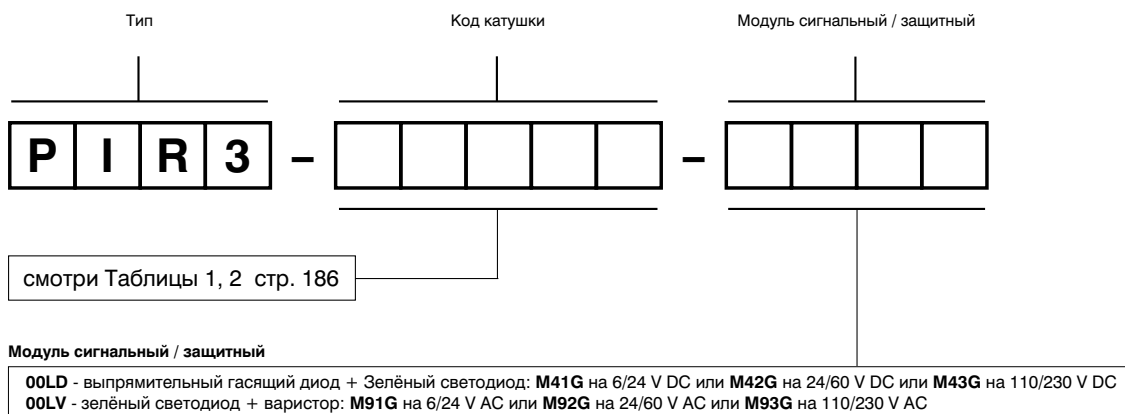 Тип Код катушки Модуль сигнальный / защитный
P I R 3 – –
смотри Таблицы 1, 2 стр. 186
Модуль сигнальный / защитный
00LD - выпрямительный гасящий диод + Зелёный светодиод: M41G на 6/24 V DC или M42G на 24/60 V DC или M43G на 110/230 V DC
00LV - зелёный светодиод + варистор: M91G на 6/24 V AC или M92G на 24/60 V AC или M93G на 110/230 V AC